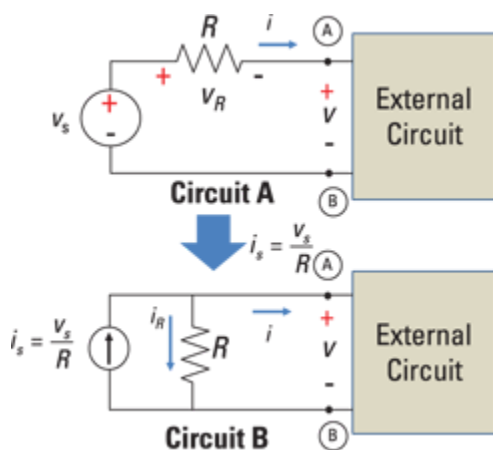 R
i
A
+
-
v_R
+
v_s
+
-
v
-
External
Circuit
B
Circuit A
i_s = v_s/R
A
i_s = v_s/R
i_R
R
i
+
v
-
External
Circuit
B
Circuit B